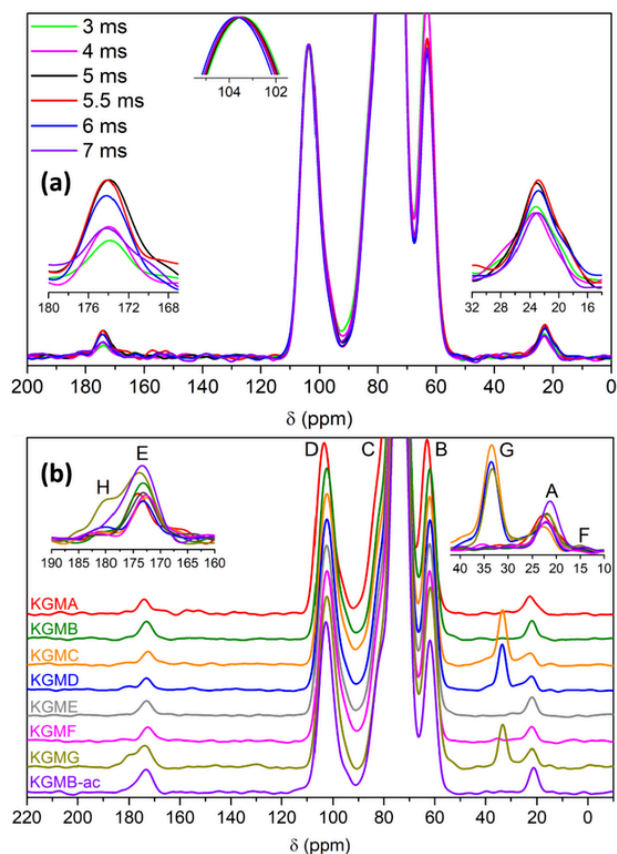 3 ms
4 ms
5 ms
5.5 ms
6 ms
7 ms
104 102
(a)
180 176 172 168
32 28 24 20 16
200 180 160 140 120 100 80 60 40 20 0
δ (ppm)
(b)
H E
D C B
G
A
F
190 180 170 160
40 35 30 25 20 15 10
KGMA
KGMB
KGMC
KGMD
KGME
KGMF
KGMG
KGMB-ac
220 200 180 160 140 120 100 80 60 40 20 0
δ (ppm)